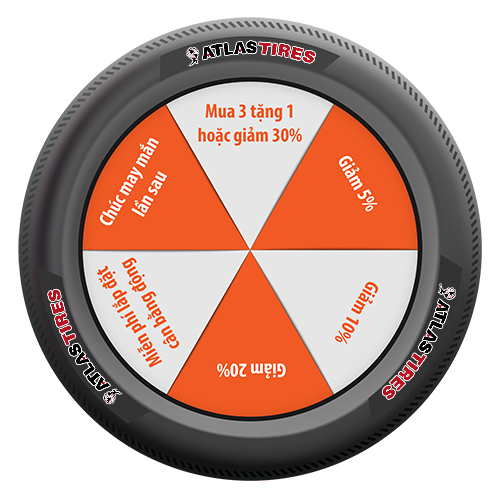 ATLASTIRES
Mua 3 tặng 1
hoặc giảm 30%
Giảm 5%
Giảm 10%
Giảm 20%
Miễn phí lắp đặt
cân bằng động
Chúc may mắn
lần sau
ATLASTIRES
ATLASTIRES